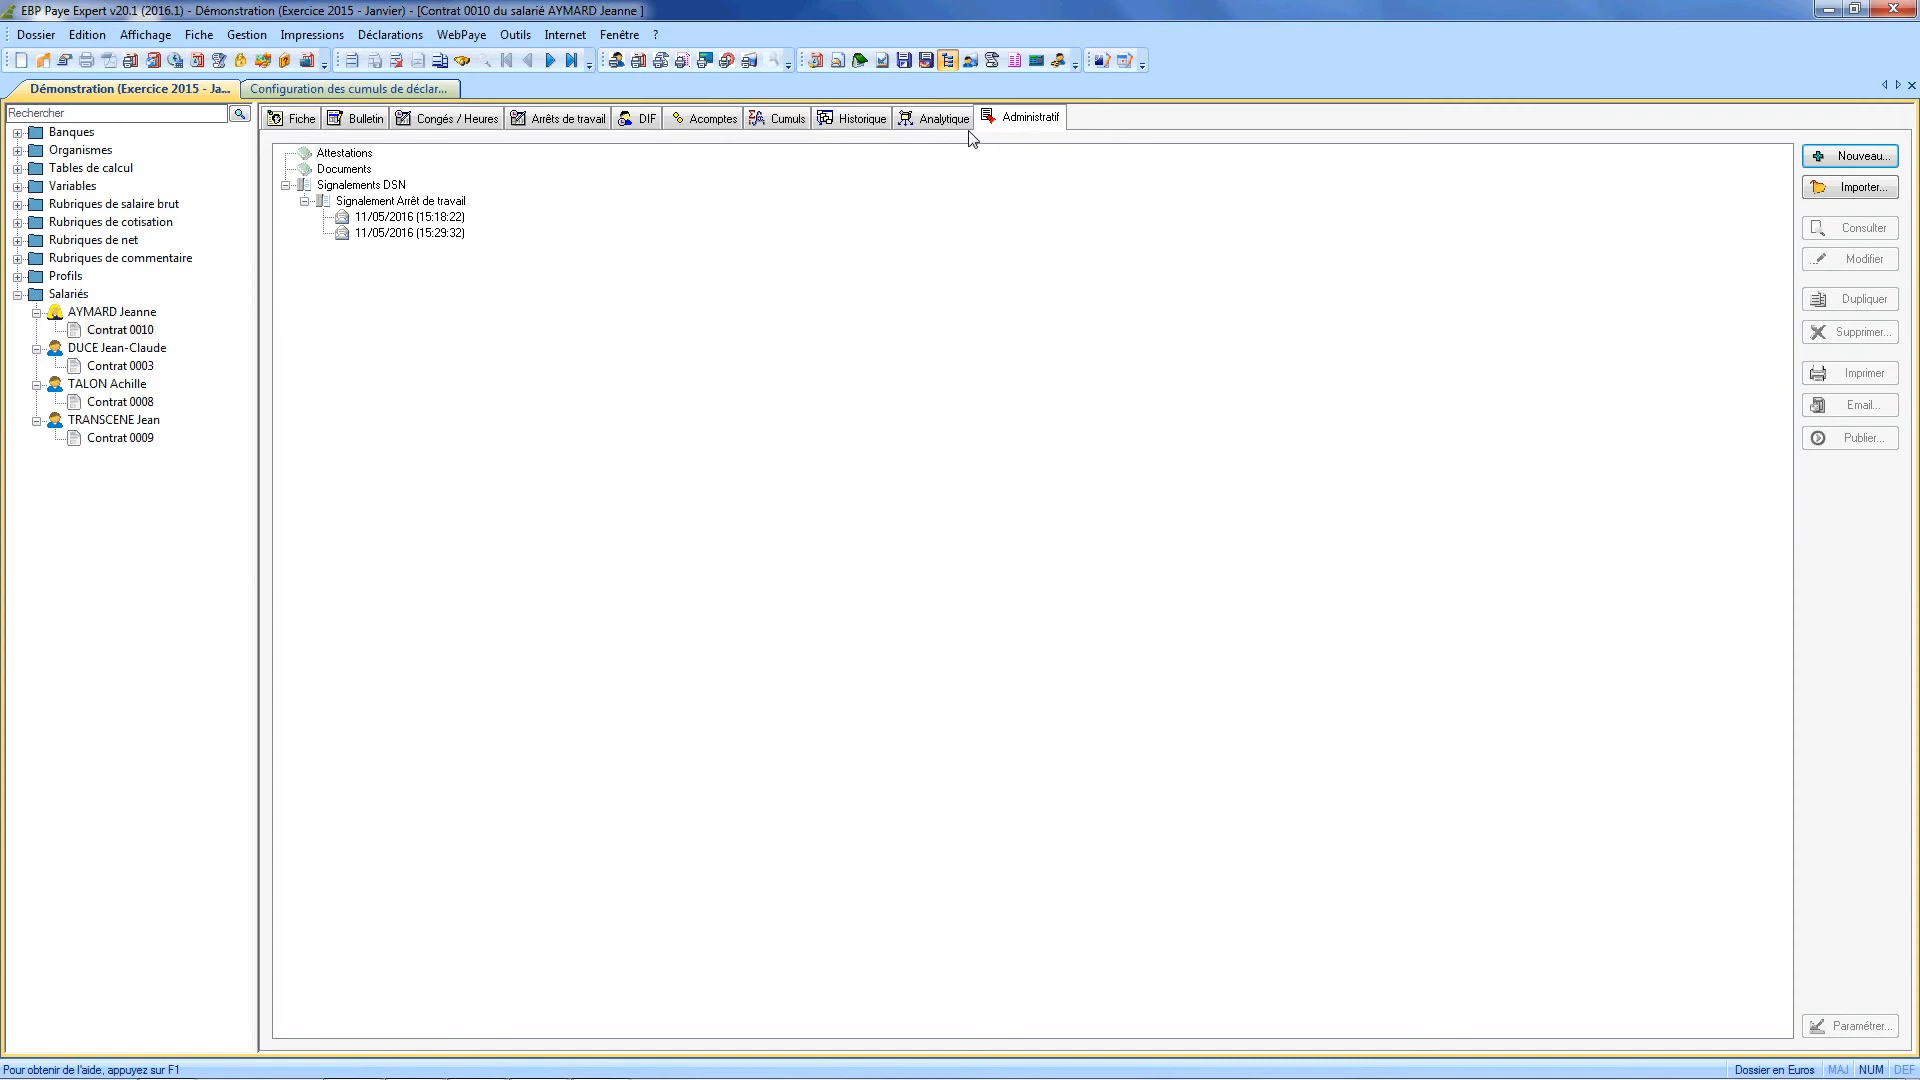 EBP Paye Expert v20.1 (2016.1) - Démonstration (Exercice 2015 - Janvier) - [Contrat 0010 du salarié AYMARD Jeanne ]
Dossier Edition Affichage Fiche Gestion Impressions Déclarations WebPaye Outils Internet Fenêtre ?
Démonstration (Exercice 2015 - Ja... Configuration des cumuls de déclar...
Rechercher
Fiche Bulletin Congés / Heures Arrêts de travail DIF Acomptes Cumuls Historique Analytique Administratif
Banques
Organismes
Tables de calcul
Variables
Rubriques de salaire brut
Rubriques de cotisation
Rubriques de net
Rubriques de commentaire
Profils
Salariés
AYMARD Jeanne
Contrat 0010
DUCE Jean-Claude
Contrat 0003
TALON Achille
Contrat 0008
TRANSCENE Jean
Contrat 0009
Attestations
Documents
Signalements DSN
Signalement Arrêt de travail
11/05/2016 (15:18:22)
11/05/2016 (15:29:32)
Nouveau...
Importer...
Consulter
Modifier
Dupliquer
Supprimer...
Imprimer
Email...
Publier...
Paramétrer...
Pour obtenir de l'aide, appuyez sur F1
Dossier en Euros MAJ NUM DEF